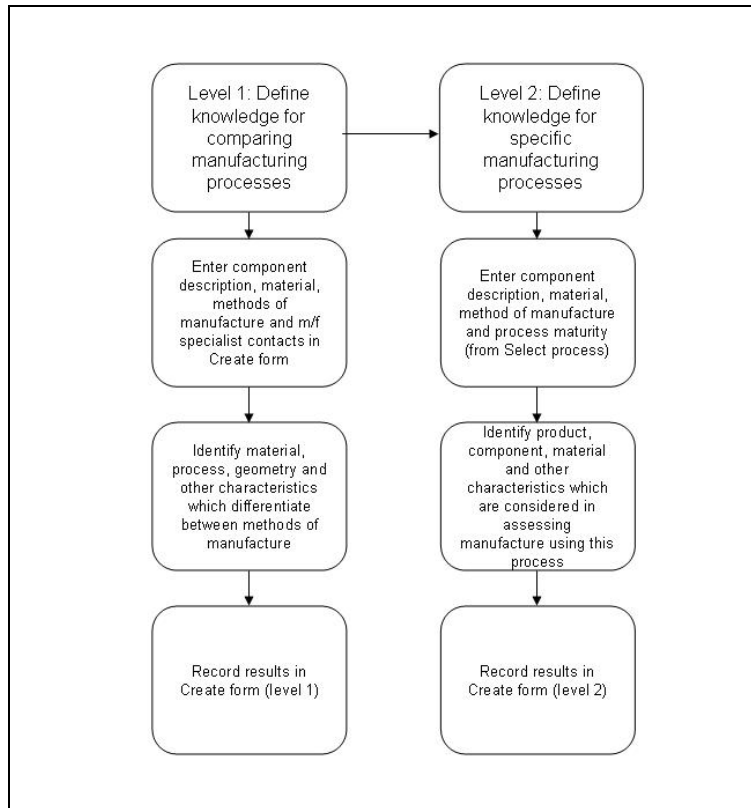 Level 1: Define
knowledge for
comparing
manufacturing
processes
Level 2: Define
knowledge for
specific
manufacturing
processes
Enter component
description, material,
methods of
manufacture and m/f
specialist contacts in
Create form
Enter component
description, material,
method of manufacture
and process maturity
(from Select process)
Identify material,
process, geometry and
other characteristics
which differentiate
between methods of
manufacture
Identify product,
component, material
and other
characteristics which
are considered in
assessing
manufacture using this
process
Record results in
Create form (level 1)
Record results in
Create form (level 2)